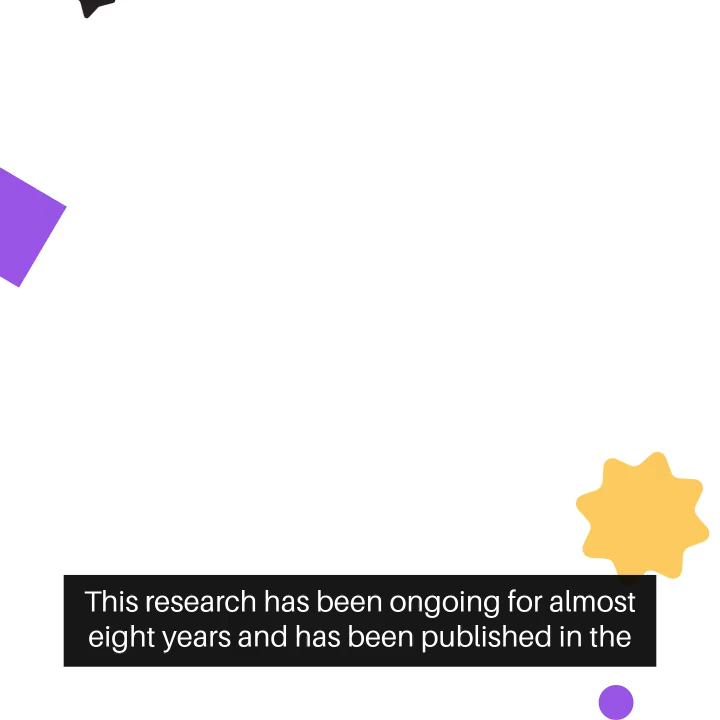 This research has been ongoing for almost
eight years and has been published in the